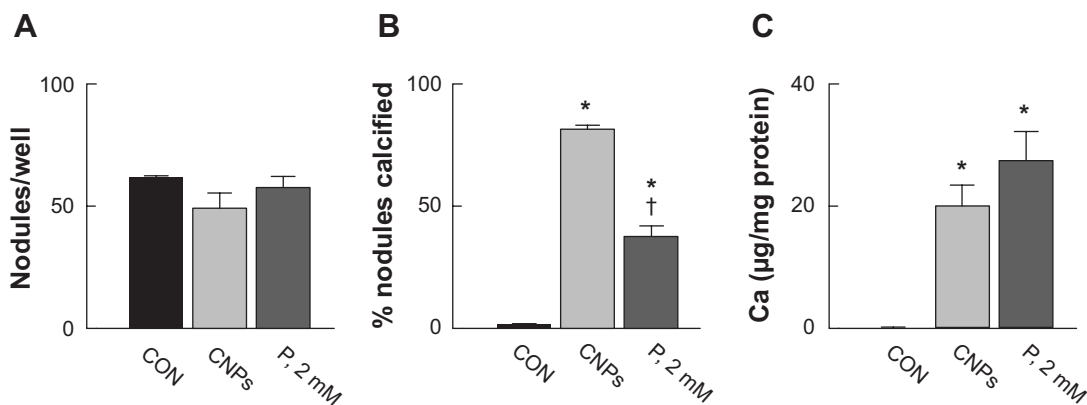 A
Nodules/well
100
50
0
CON
CNPs
P, 2 mM
B
% nodules calcified
100
50
0
*
*
†
CON
CNPs
P, 2 mM
C
Ca (μg/mg protein)
40
20
0
*
*
CON
CNPs
P, 2 mM